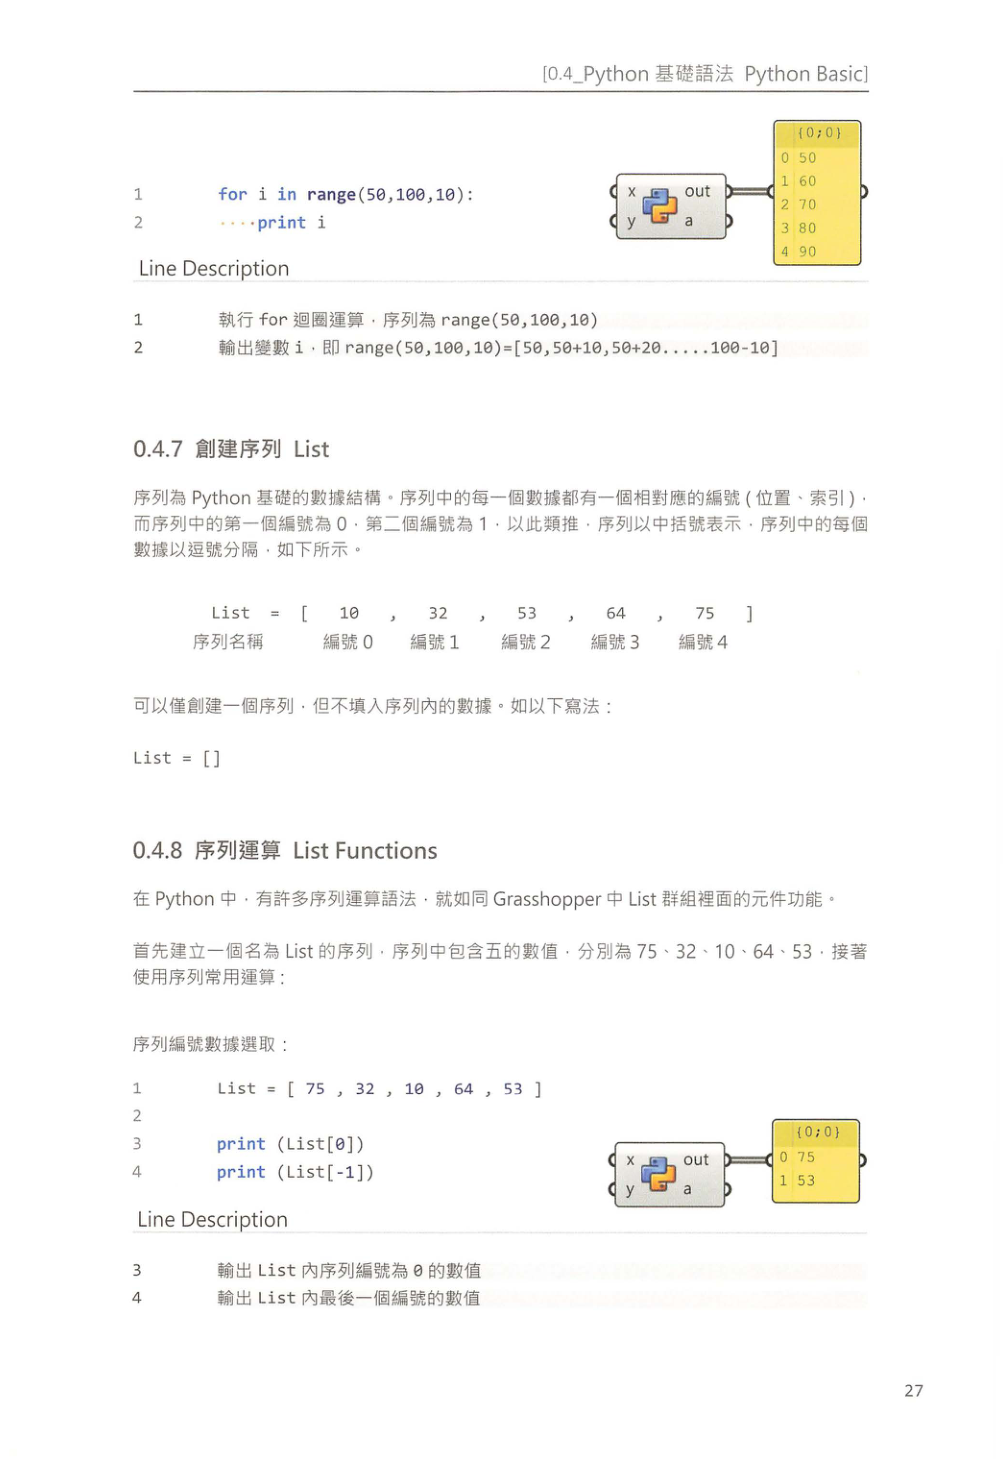 [0.4_Python 基礎語法 Python Basic]
1 for i in range(50,100,10):
2 ····print i
x out
y a
{0;0}
0 50
1 60
2 70
3 80
4 90
Line Description
1 執行 for 迴圈運算，序列為 range(50,100,10)
2 輸出變數 i，即 range(50,100,10)=[50,50+10,50+20.....100-10]
0.4.7 創建序列 List
序列為 Python 基礎的數據結構。序列中的每一個數據都有一個相對應的編號 ( 位置、索引 )，
而序列中的第一個編號為 0，第二個編號為 1，以此類推，序列以中括號表示，序列中的每個
數據以逗號分隔，如下所示。
List = [ 10 , 32 , 53 , 64 , 75 ]
序列名稱 編號 0 編號 1 編號 2 編號 3 編號 4
可以僅創建一個序列，但不填入序列內的數據。如以下寫法：
List = []
0.4.8 序列運算 List Functions
在 Python 中，有許多序列運算語法，就如同 Grasshopper 中 List 群組裡面的元件功能。
首先建立一個名為 List 的序列，序列中包含五的數值，分別為 75、32、10、64、53，接著
使用序列常用運算：
序列編號數據選取：
1 List = [ 75 , 32 , 10 , 64 , 53 ]
2
3 print (List[0])
4 print (List[-1])
x out
y a
{0;0}
0 75
1 53
Line Description
3 輸出 List 內序列編號為 0 的數值
4 輸出 List 內最後一個編號的數值
27